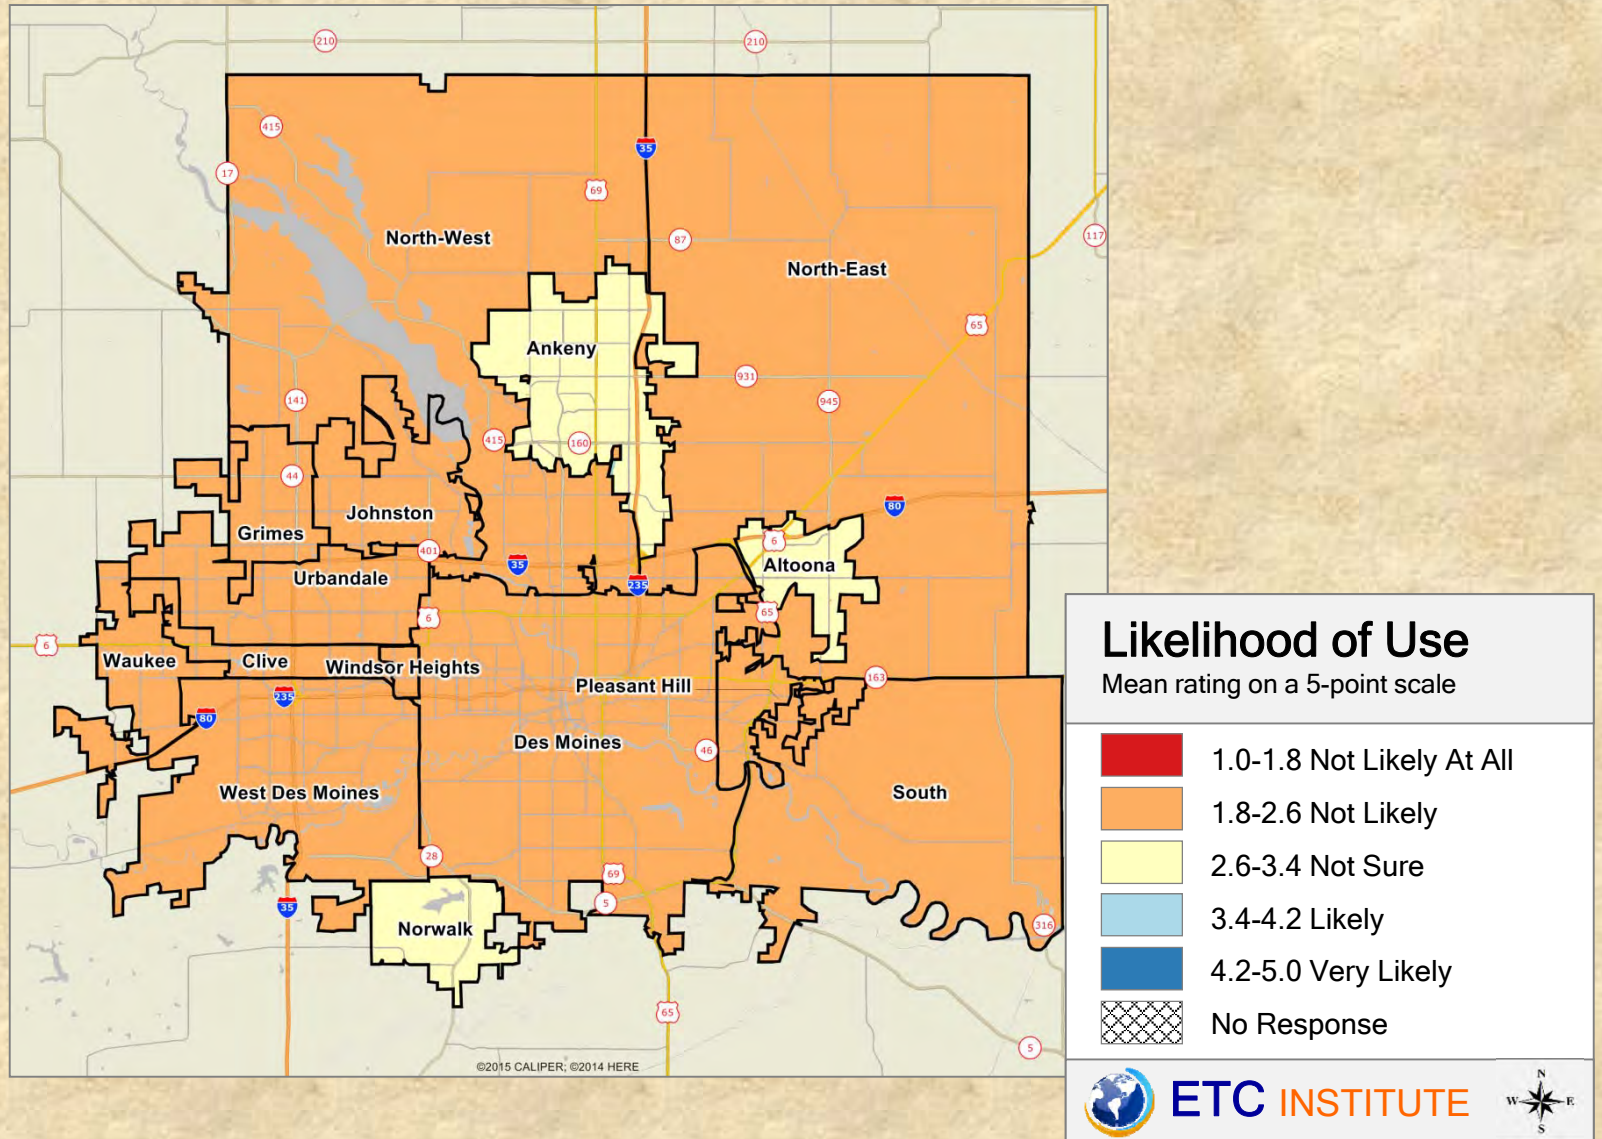 210
210
415
35
17
69
117
North-West
87
North-East
65
Ankeny
931
141
945
415
160
44
80
Johnston
Grimes
6
401
35
Altoona
Urbandale
235
65
6
6
Waukee
Clive
Windsor Heights
163
Pleasant Hill
235
80
Des Moines
46
West Des Moines
South
28
69
5
35
316
Norwalk
65
5
©2015 CALIPER; ©2014 HERE
Likelihood of Use
Mean rating on a 5-point scale
1.0-1.8 Not Likely At All
1.8-2.6 Not Likely
2.6-3.4 Not Sure
3.4-4.2 Likely
4.2-5.0 Very Likely
No Response
ETC INSTITUTE
N
W E
S